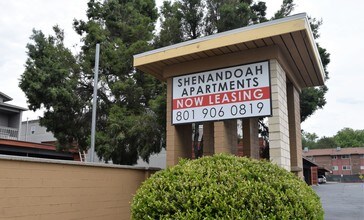 SHENANDOAH
APARTMENTS
NOW LEASING
801 906 0819